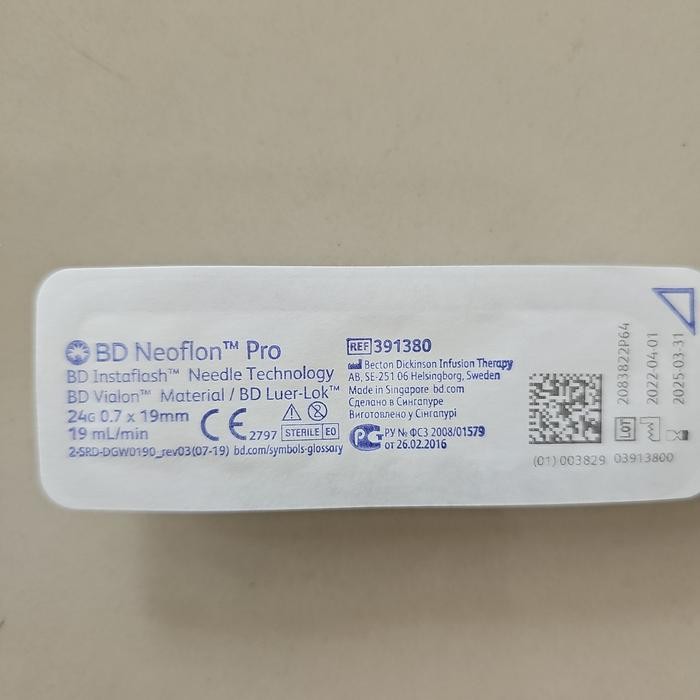 BD Neoflon™ Pro
BD Instaflash™ Needle Technology
BD Vialon™ Material / BD Luer-Lok™
24G 0.7 x 19mm
19 mL/min
CE 2797
STERILE EO
2-SRD-DGW0190_rev03(07-19) bd.com/symbols-glossary
REF 391380
Becton Dickinson Infusion Therapy
AB, SE-251 06 Helsingborg, Sweden
Made in Singapore bd.com
Сделано в Сингапуре
Виготовлено у Сінгапурі
РУ № ФСЗ 2008/01579
от 26.02.2016
(01) 003829 03913800
LOT 2083822P64
2022-04-01
2025-03-31